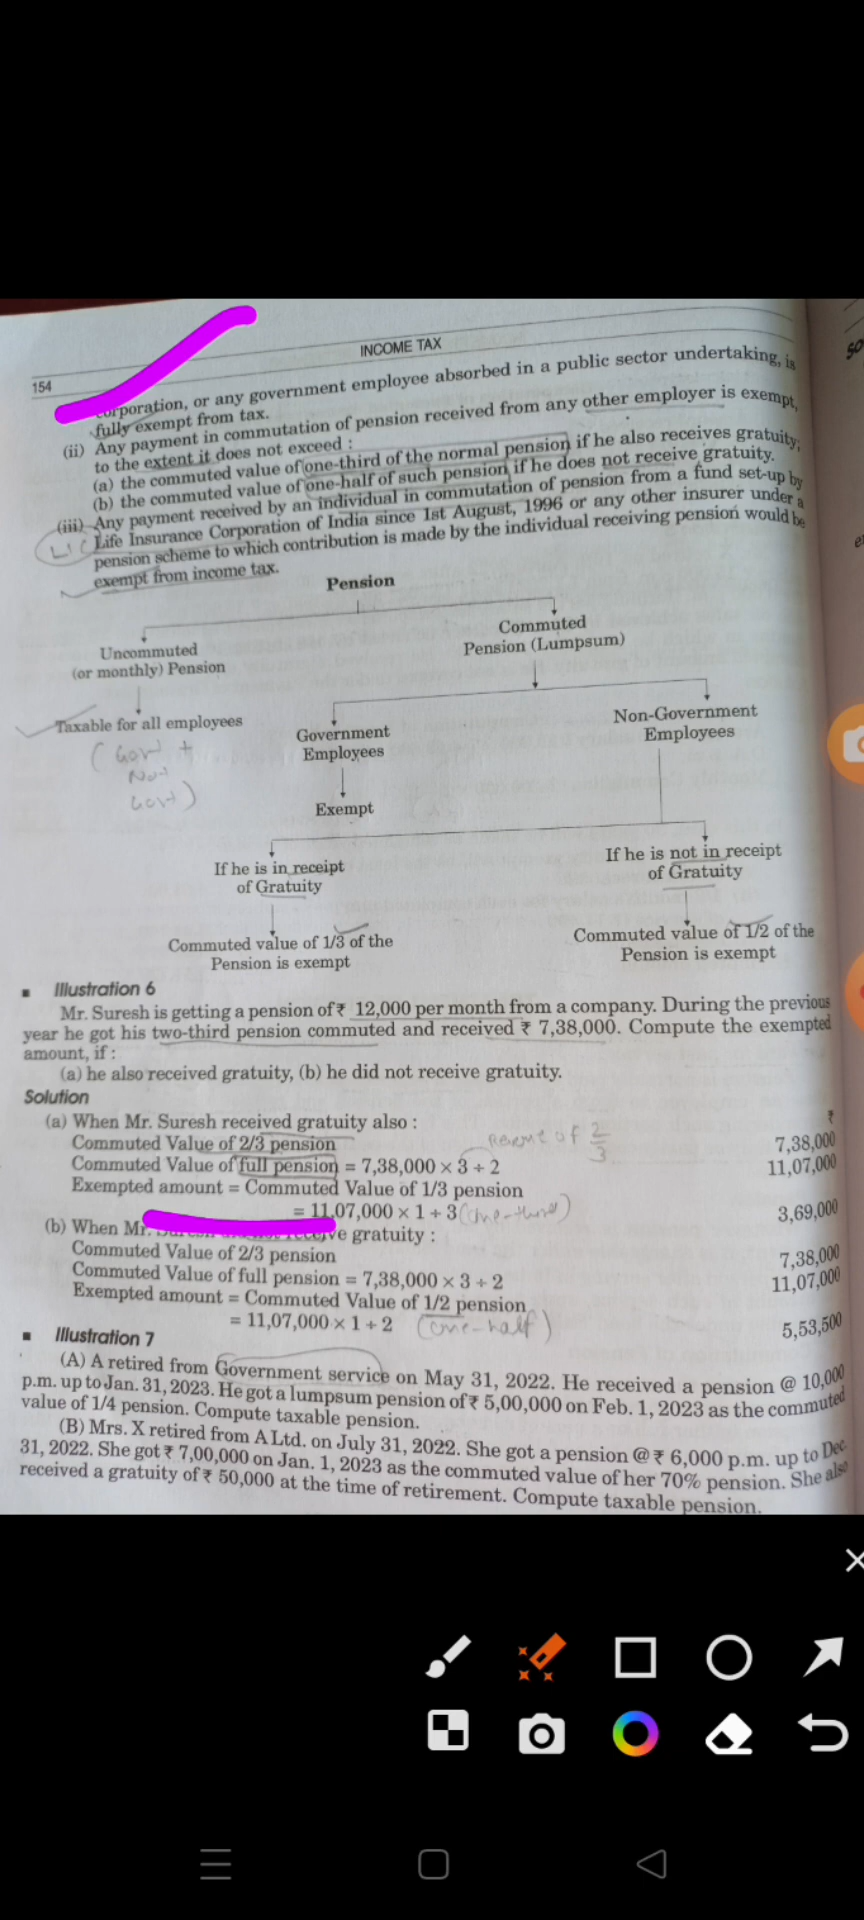 154
INCOME TAX
corporation, or any government employee absorbed in a public sector undertaking, is
fully exempt from tax.
(ii) Any payment in commutation of pension received from any other employer is exempt,
to the extent it does not exceed :
(a) the commuted value of one-third of the normal pension if he also receives gratuity;
(b) the commuted value of one-half of such pension if he does not receive gratuity.
(iii) Any payment received by an individual in commutation of pension from a fund set-up by
LIC
Life Insurance Corporation of India since 1st August, 1996 or any other insurer under a
pension scheme to which contribution is made by the individual receiving pension would be
exempt from income tax.
Pension
Uncommuted
(or monthly) Pension
Commuted
Pension (Lumpsum)
Taxable for all employees
(Govt +
Non
Govt)
Government
Employees
Non-Government
Employees
Exempt
If he is in receipt
of Gratuity
If he is not in receipt
of Gratuity
Commuted value of 1/3 of the
Pension is exempt
Commuted value of 1/2 of the
Pension is exempt
▪ Illustration 6
Mr. Suresh is getting a pension of ₹ 12,000 per month from a company. During the previous
year he got his two-third pension commuted and received ₹ 7,38,000. Compute the exempted
amount, if :
(a) he also received gratuity, (b) he did not receive gratuity.
Solution
₹
(a) When Mr. Suresh received gratuity also :
Commuted Value of 2/3 pension of 2/3 7,38,000
Commuted Value of full pension = 7,38,000 × 3 ÷ 2 11,07,000
Exempted amount = Commuted Value of 1/3 pension
= 11,07,000 × 1 ÷ 3 (one-third) 3,69,000
(b) When Mr. gratuity :
Commuted Value of 2/3 pension 7,38,000
Commuted Value of full pension = 7,38,000 × 3 ÷ 2 11,07,000
Exempted amount = Commuted Value of 1/2 pension
= 11,07,000 × 1 ÷ 2 (one-half) 5,53,500
▪ Illustration 7
(A) A retired from Government service on May 31, 2022. He received a pension @ 10,000
p.m. up to Jan. 31, 2023. He got a lumpsum pension of ₹ 5,00,000 on Feb. 1, 2023 as the commuted
value of 1/4 pension. Compute taxable pension.
(B) Mrs. X retired from A Ltd. on July 31, 2022. She got a pension @ ₹ 6,000 p.m. up to Dec.
31, 2022. She got ₹ 7,00,000 on Jan. 1, 2023 as the commuted value of her 70% pension. She also
received a gratuity of ₹ 50,000 at the time of retirement. Compute taxable pension.